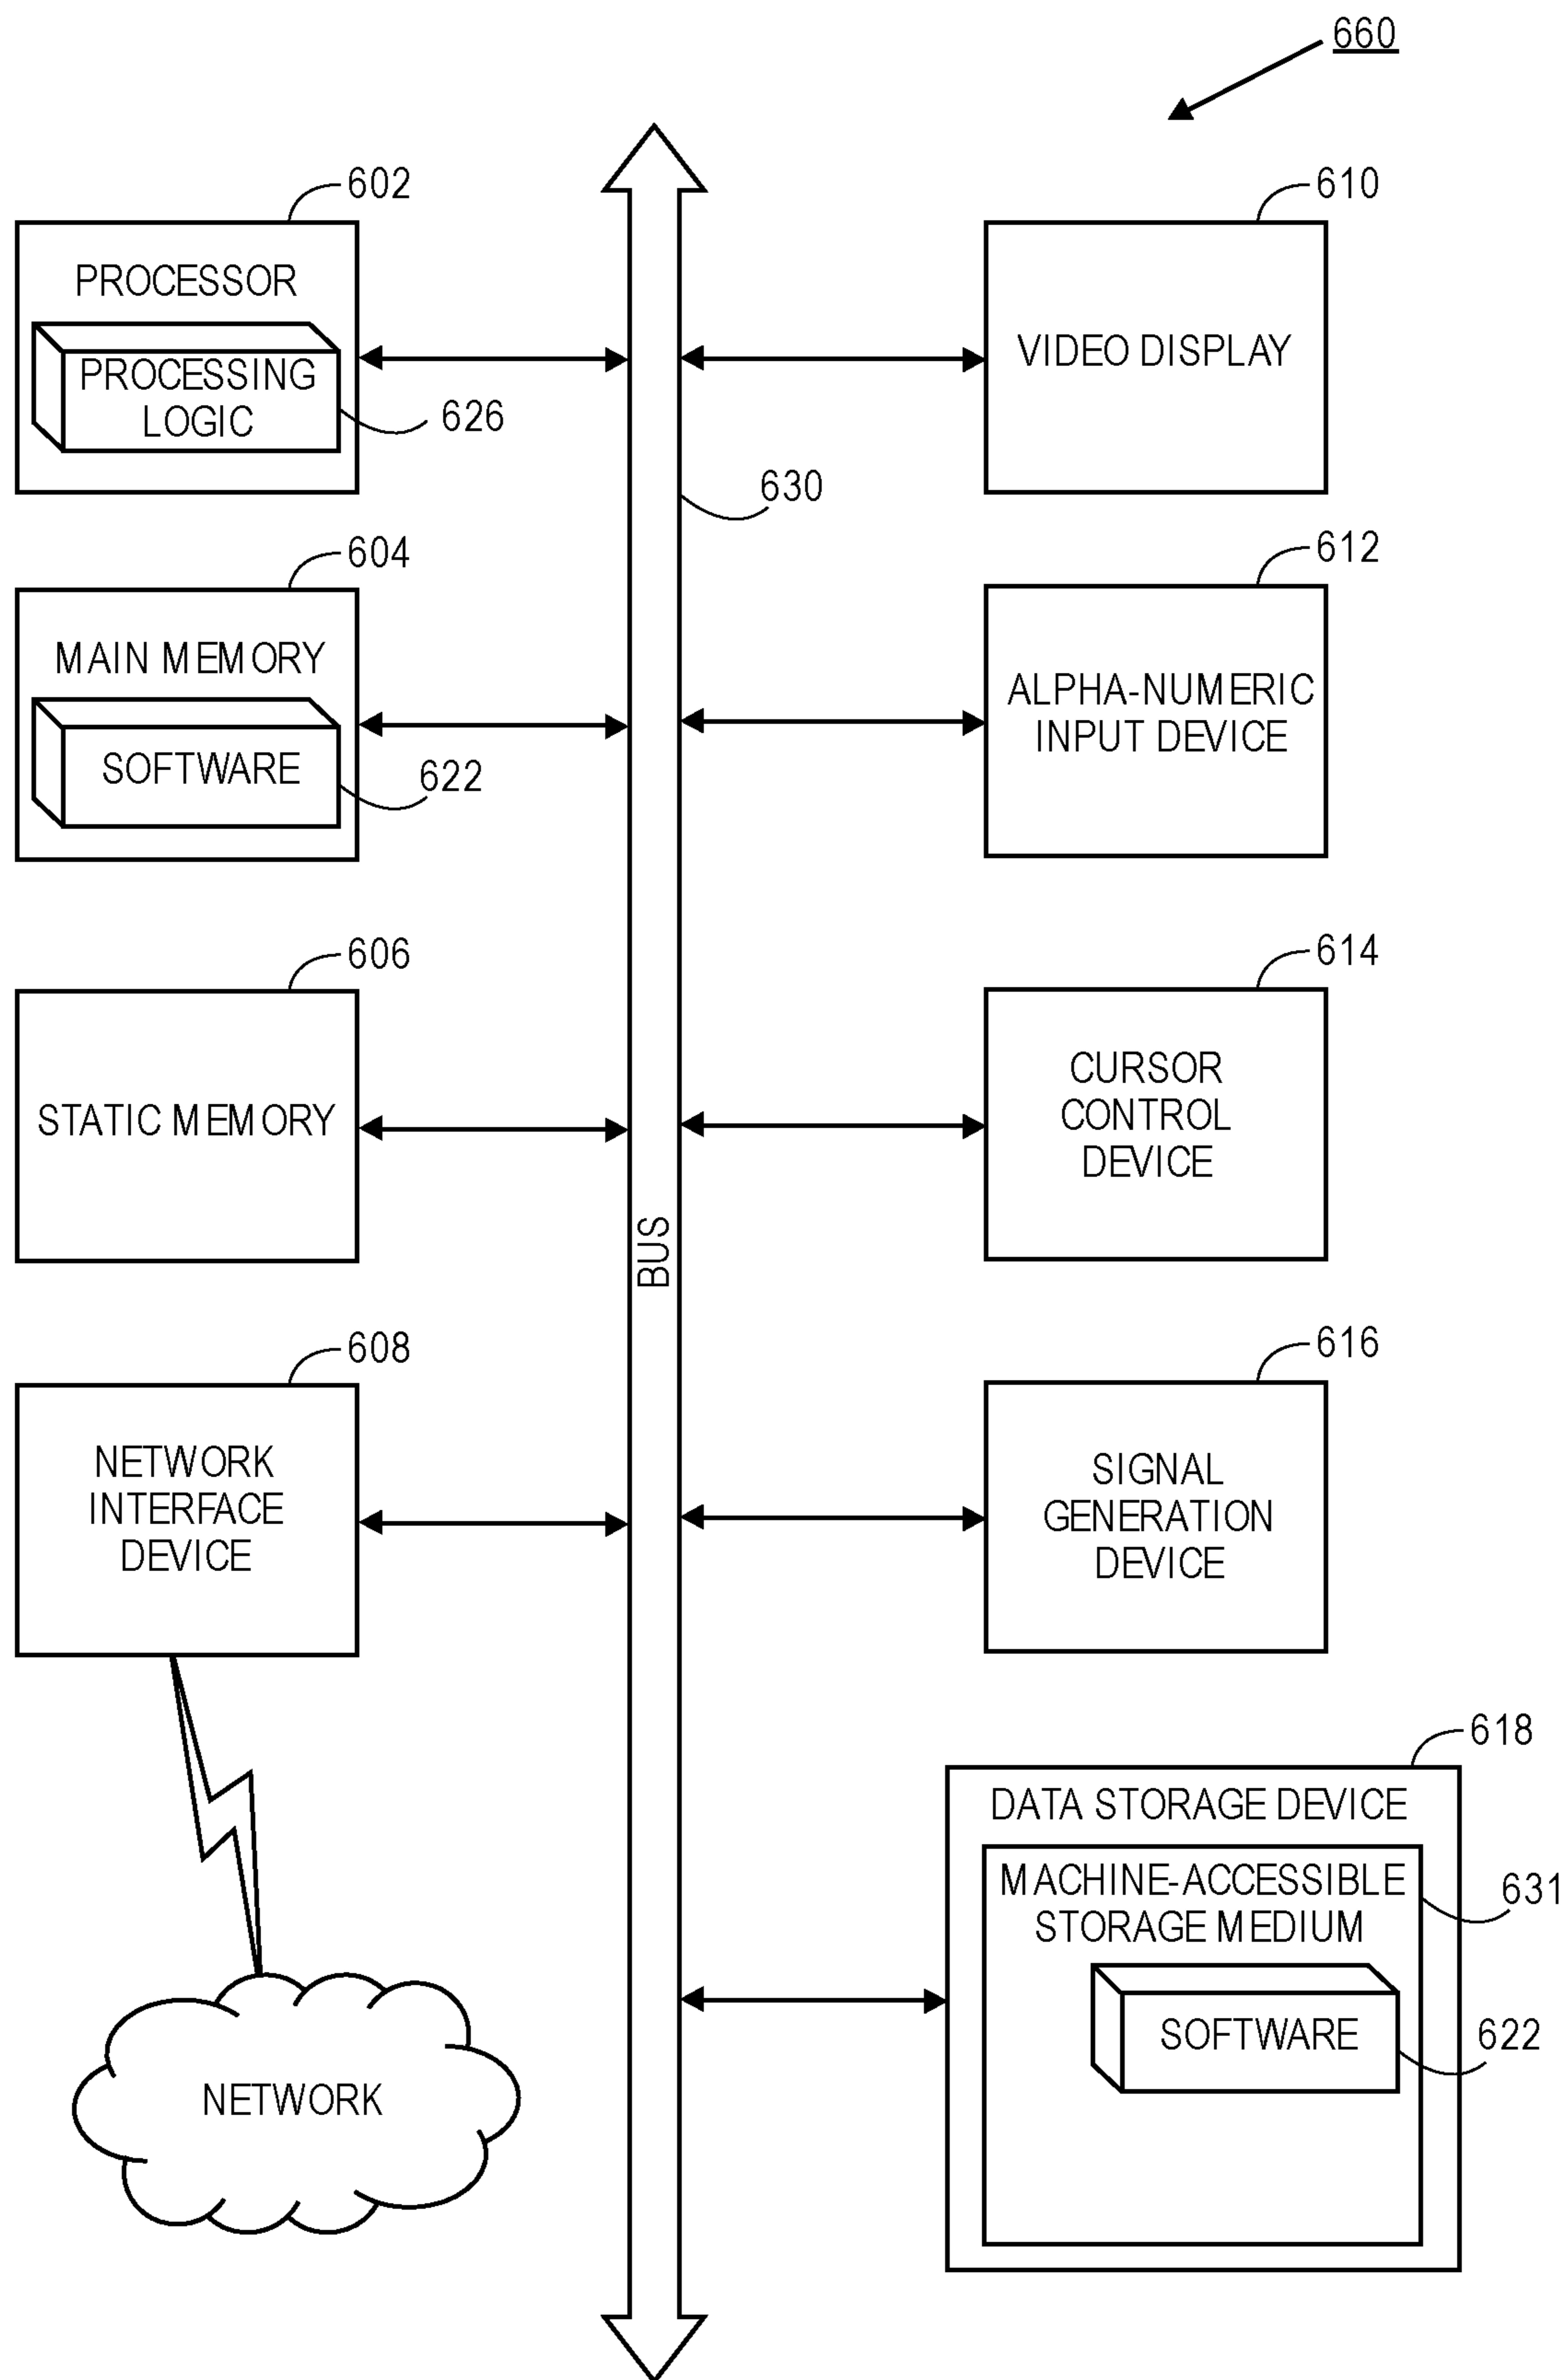 660
602
PROCESSOR
PROCESSING
LOGIC
626
610
VIDEO DISPLAY
630
604
MAIN MEMORY
SOFTWARE
622
612
ALPHA-NUMERIC
INPUT DEVICE
606
STATIC MEMORY
614
CURSOR
CONTROL
DEVICE
BUS
608
NETWORK
INTERFACE
DEVICE
616
SIGNAL
GENERATION
DEVICE
618
DATA STORAGE DEVICE
MACHINE-ACCESSIBLE
STORAGE MEDIUM
631
SOFTWARE
622
NETWORK